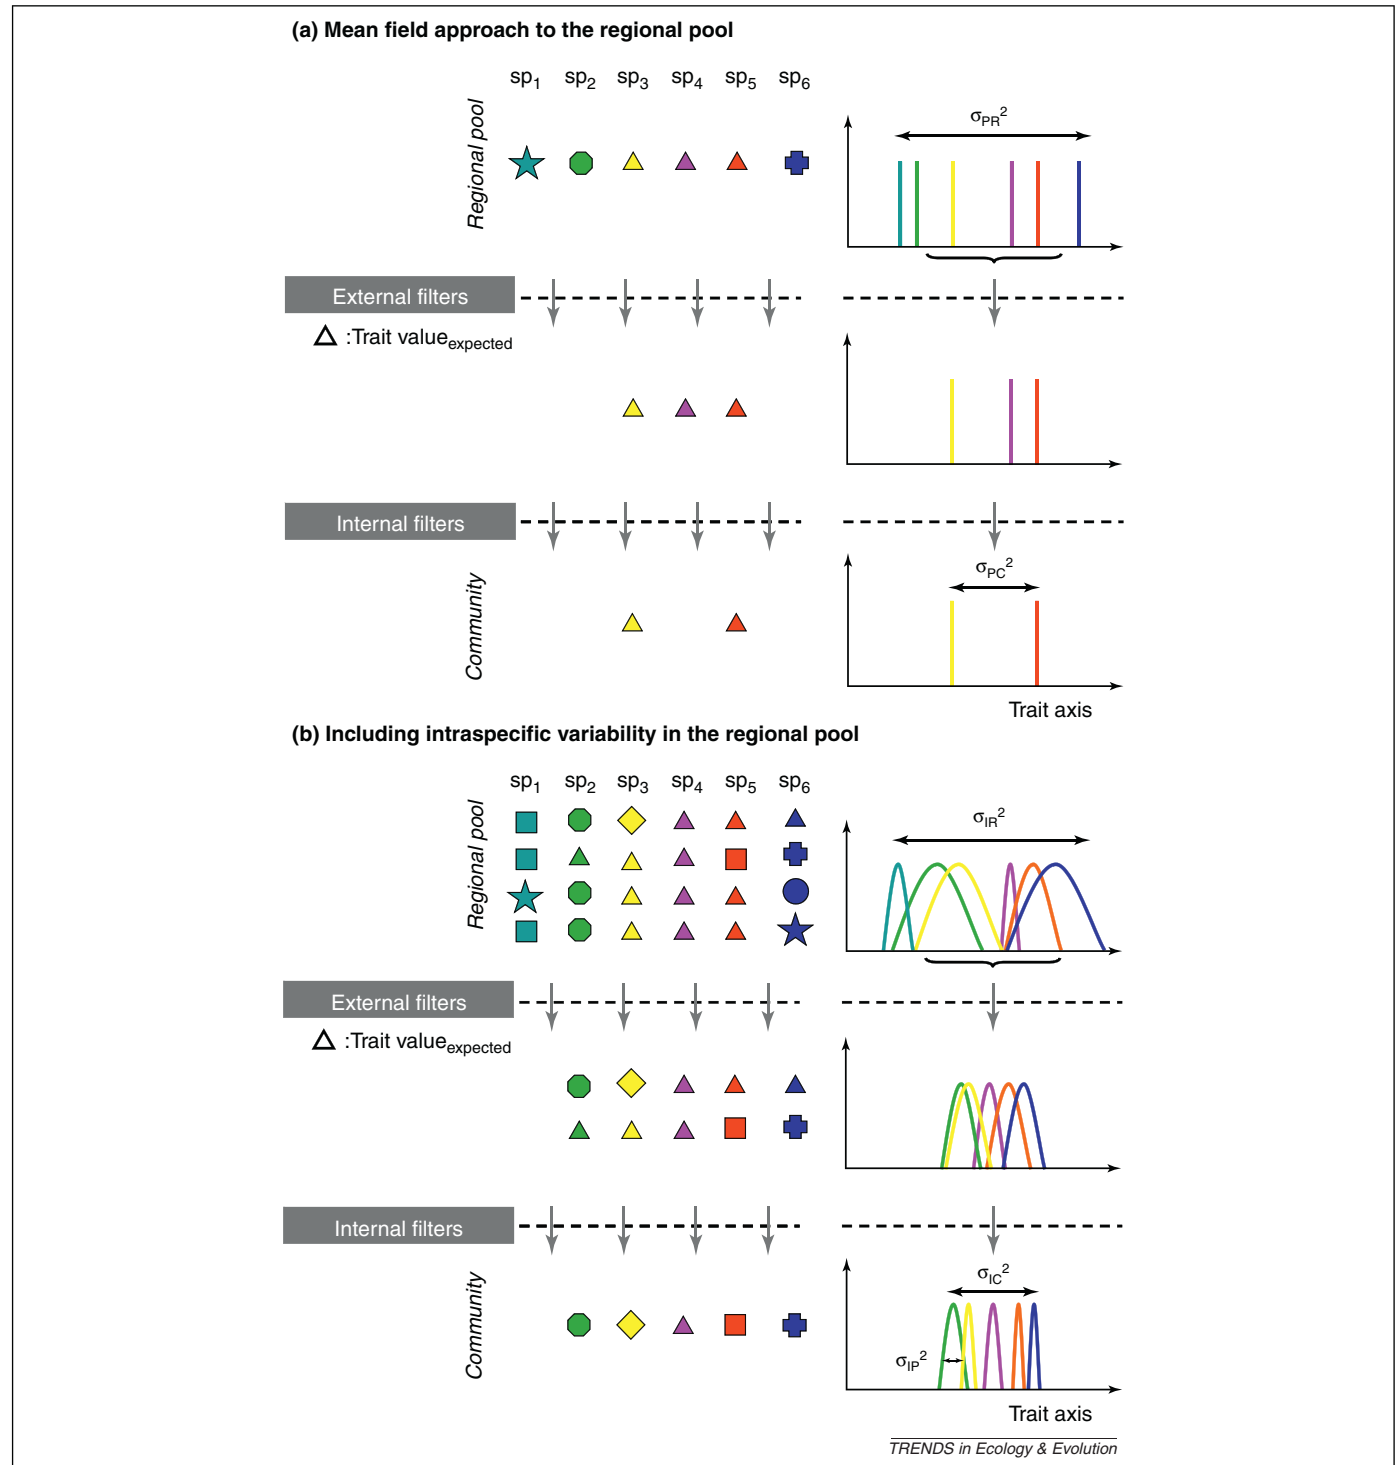 (a) Mean field approach to the regional pool
sp1 sp2 sp3 sp4 sp5 sp6
Regional pool
σPR2
External filters
:Trait valueexpected
Internal filters
Community
σPC2
Trait axis
(b) Including intraspecific variability in the regional pool
sp1 sp2 sp3 sp4 sp5 sp6
Regional pool
σIR2
External filters
:Trait valueexpected
Internal filters
Community
σIC2
σIP2
Trait axis
TRENDS in Ecology & Evolution